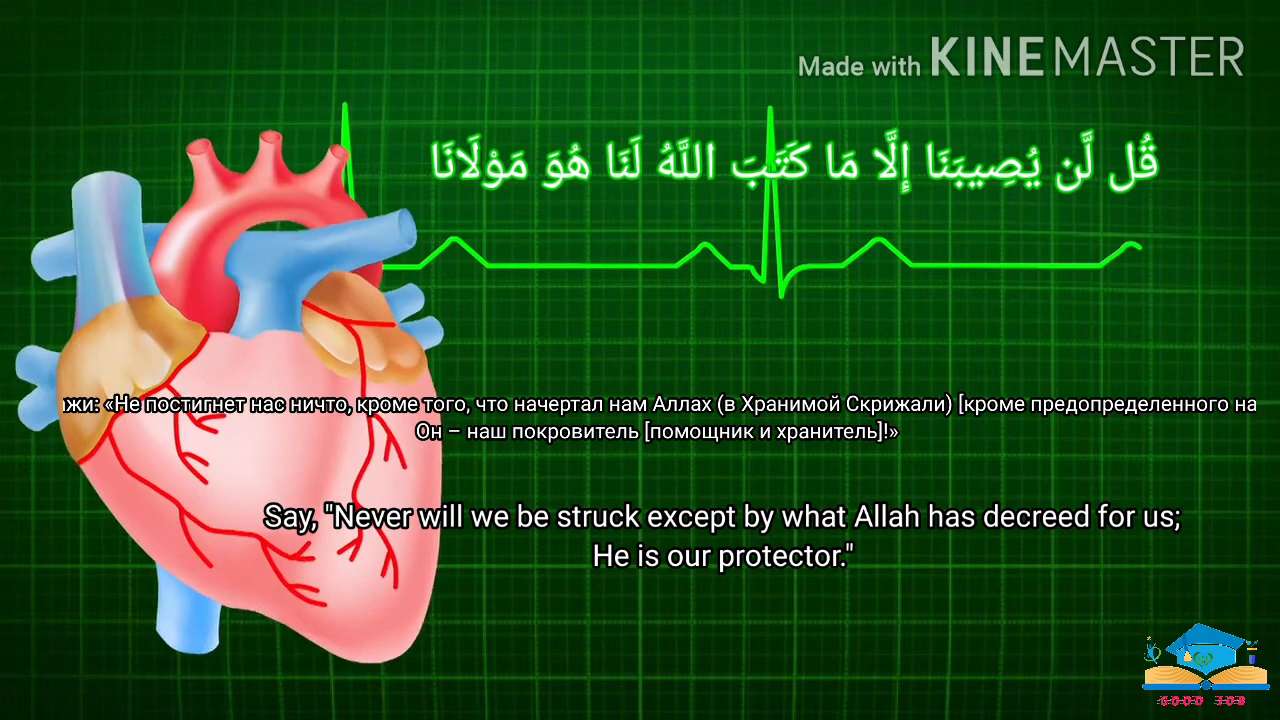 Made with KINEMASTER
قُل لَّن يُصِيبَنَا إِلَّا مَا كَتَبَ اللَّهُ لَنَا هُوَ مَوْلَانَا
жи: «Не постигнет нас ничто, кроме того, что начертал нам Аллах (в Хранимой Скрижали) [кроме предопределенного на
Он – наш покровитель [помощник и хранитель]!»
Say, "Never will we be struck except by what Allah has decreed for us;
He is our protector."
GOOD JOB